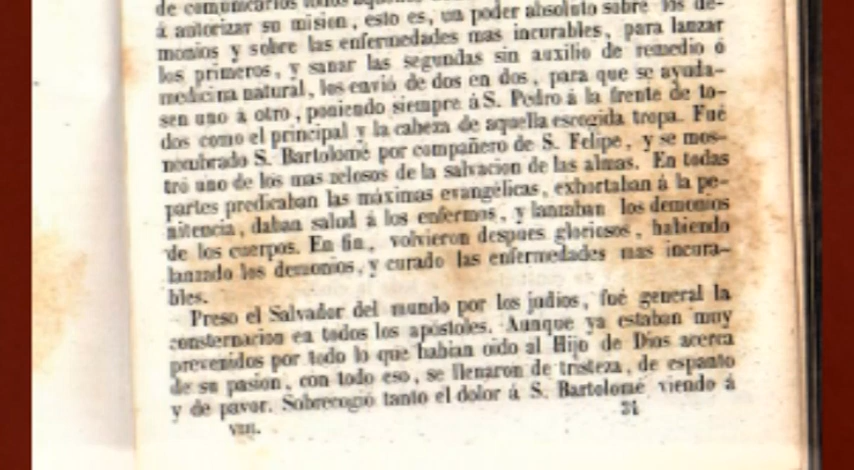 de comunicarlos todos
á autorizar su mision, esto es, un poder absoluto sobre los de-
monios y sobre las enfermedades mas incurables, para lanzar
los primeros, y sanar las segundas sin auxilio de remedio ó
medicina natural, los envió de dos en dos, para que se ayuda-
sen uno á otro, poniendo siempre á S. Pedro á la frente de to-
dos como el principal y la cabeza de aquella escogida tropa. Fué
nombrado S. Bartolomé por compañero de S. Felipe, y se mos-
tró uno de los mas zelosos de la salvacion de las almas. En todas
partes predicaban las máximas evangélicas, exhortaban á la pe-
nitencia, daban salud á los enfermos, y lanzaban los demonios
de los cuerpos. En fin, volvieron despues gloriosos, habiendo
lanzado los demonios, y curado las enfermedades mas incura-
bles.
Preso el Salvador del mundo por los judios, fué general la
consternacion en todos los apóstoles. Aunque ya estaban muy
prevenidos por todo lo que habian oido al Hijo de Dios acerca
de su pasion, con todo eso, se llenaron de tristeza, de espanto
y de pavor. Sobrecogió tanto el dolor á S. Bartolomé viendo á
VIII. 31